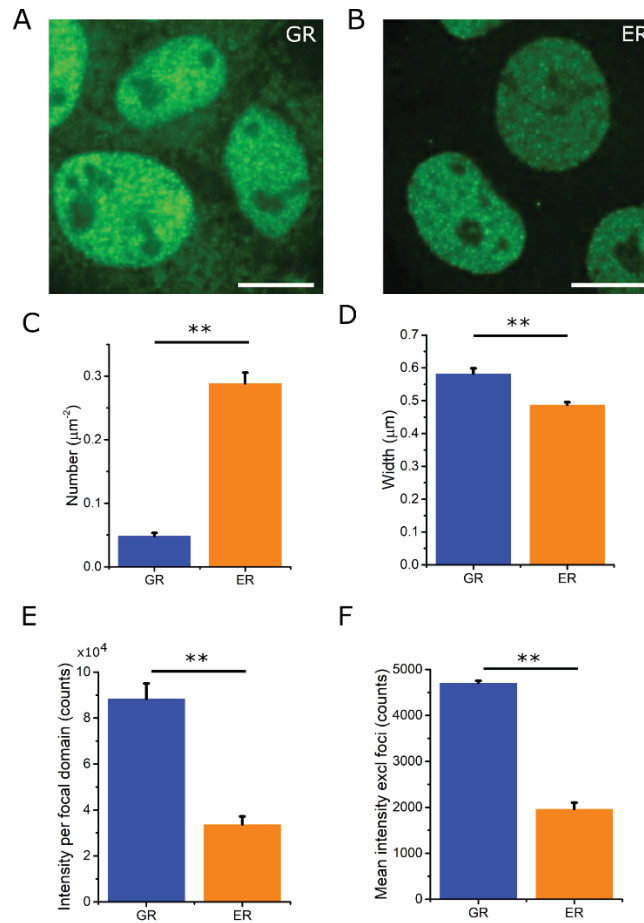 A
GR
B
ER
C
**
Number (μm⁻²)
0.3
0.2
0.1
0.0
GR
ER
D
**
Width (μm)
0.7
0.6
0.5
0.4
0.3
0.2
0.1
0.0
GR
ER
E
x10⁴
**
Intensity per focal domain (counts)
10
8
6
4
2
0
GR
ER
F
**
Mean intensity excl foci (counts)
5000
4000
3000
2000
1000
0
GR
ER